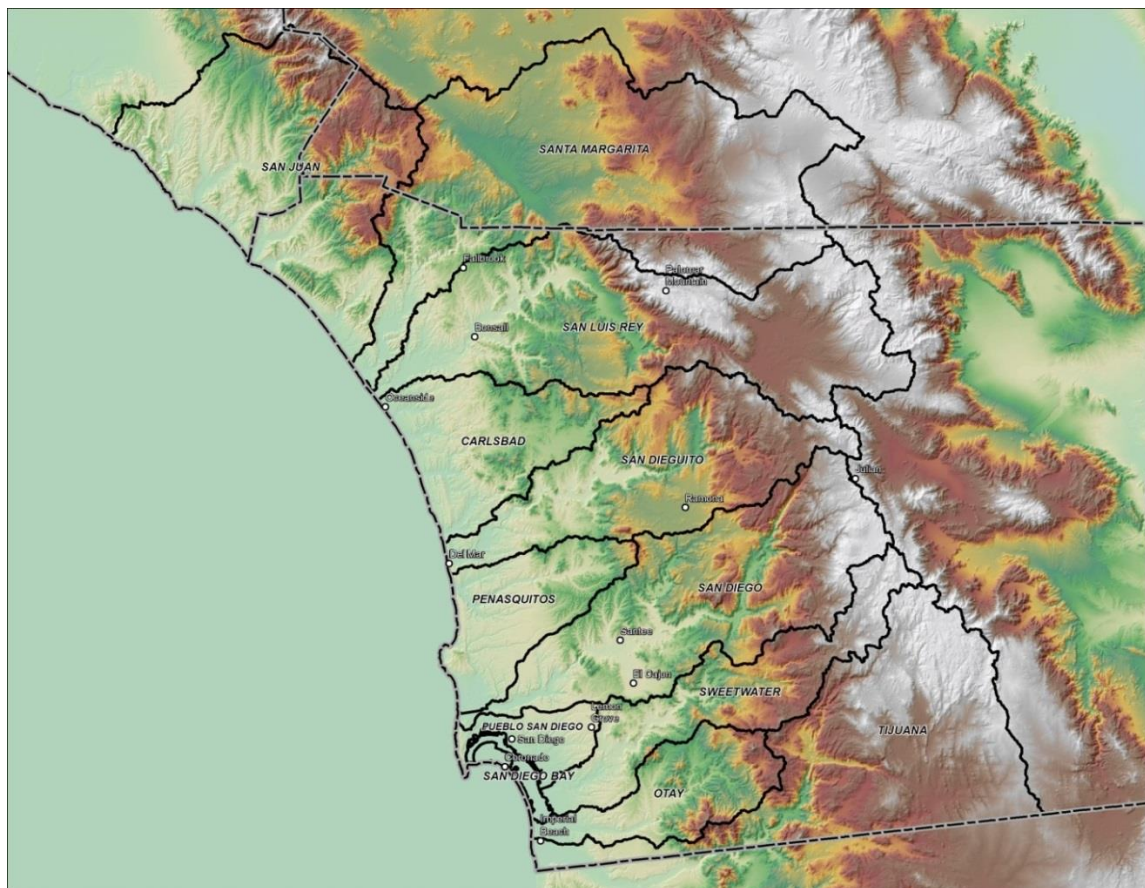 SANTA MARGARITA
SAN JUAN
Fallbrook
Palomar
Mountain
SAN LUIS REY
Bonsall
Oceanside
CARLSBAD
SAN DIEGUITO
Julian
Ramona
Del Mar
SAN DIEGO
PENASQUITOS
Santee
El Cajon
SWEETWATER
Lemon
Grove
PUEBLO SAN DIEGO
San Diego
TIJUANA
Coronado
SAN DIEGO BAY
OTAY
Imperial
Beach